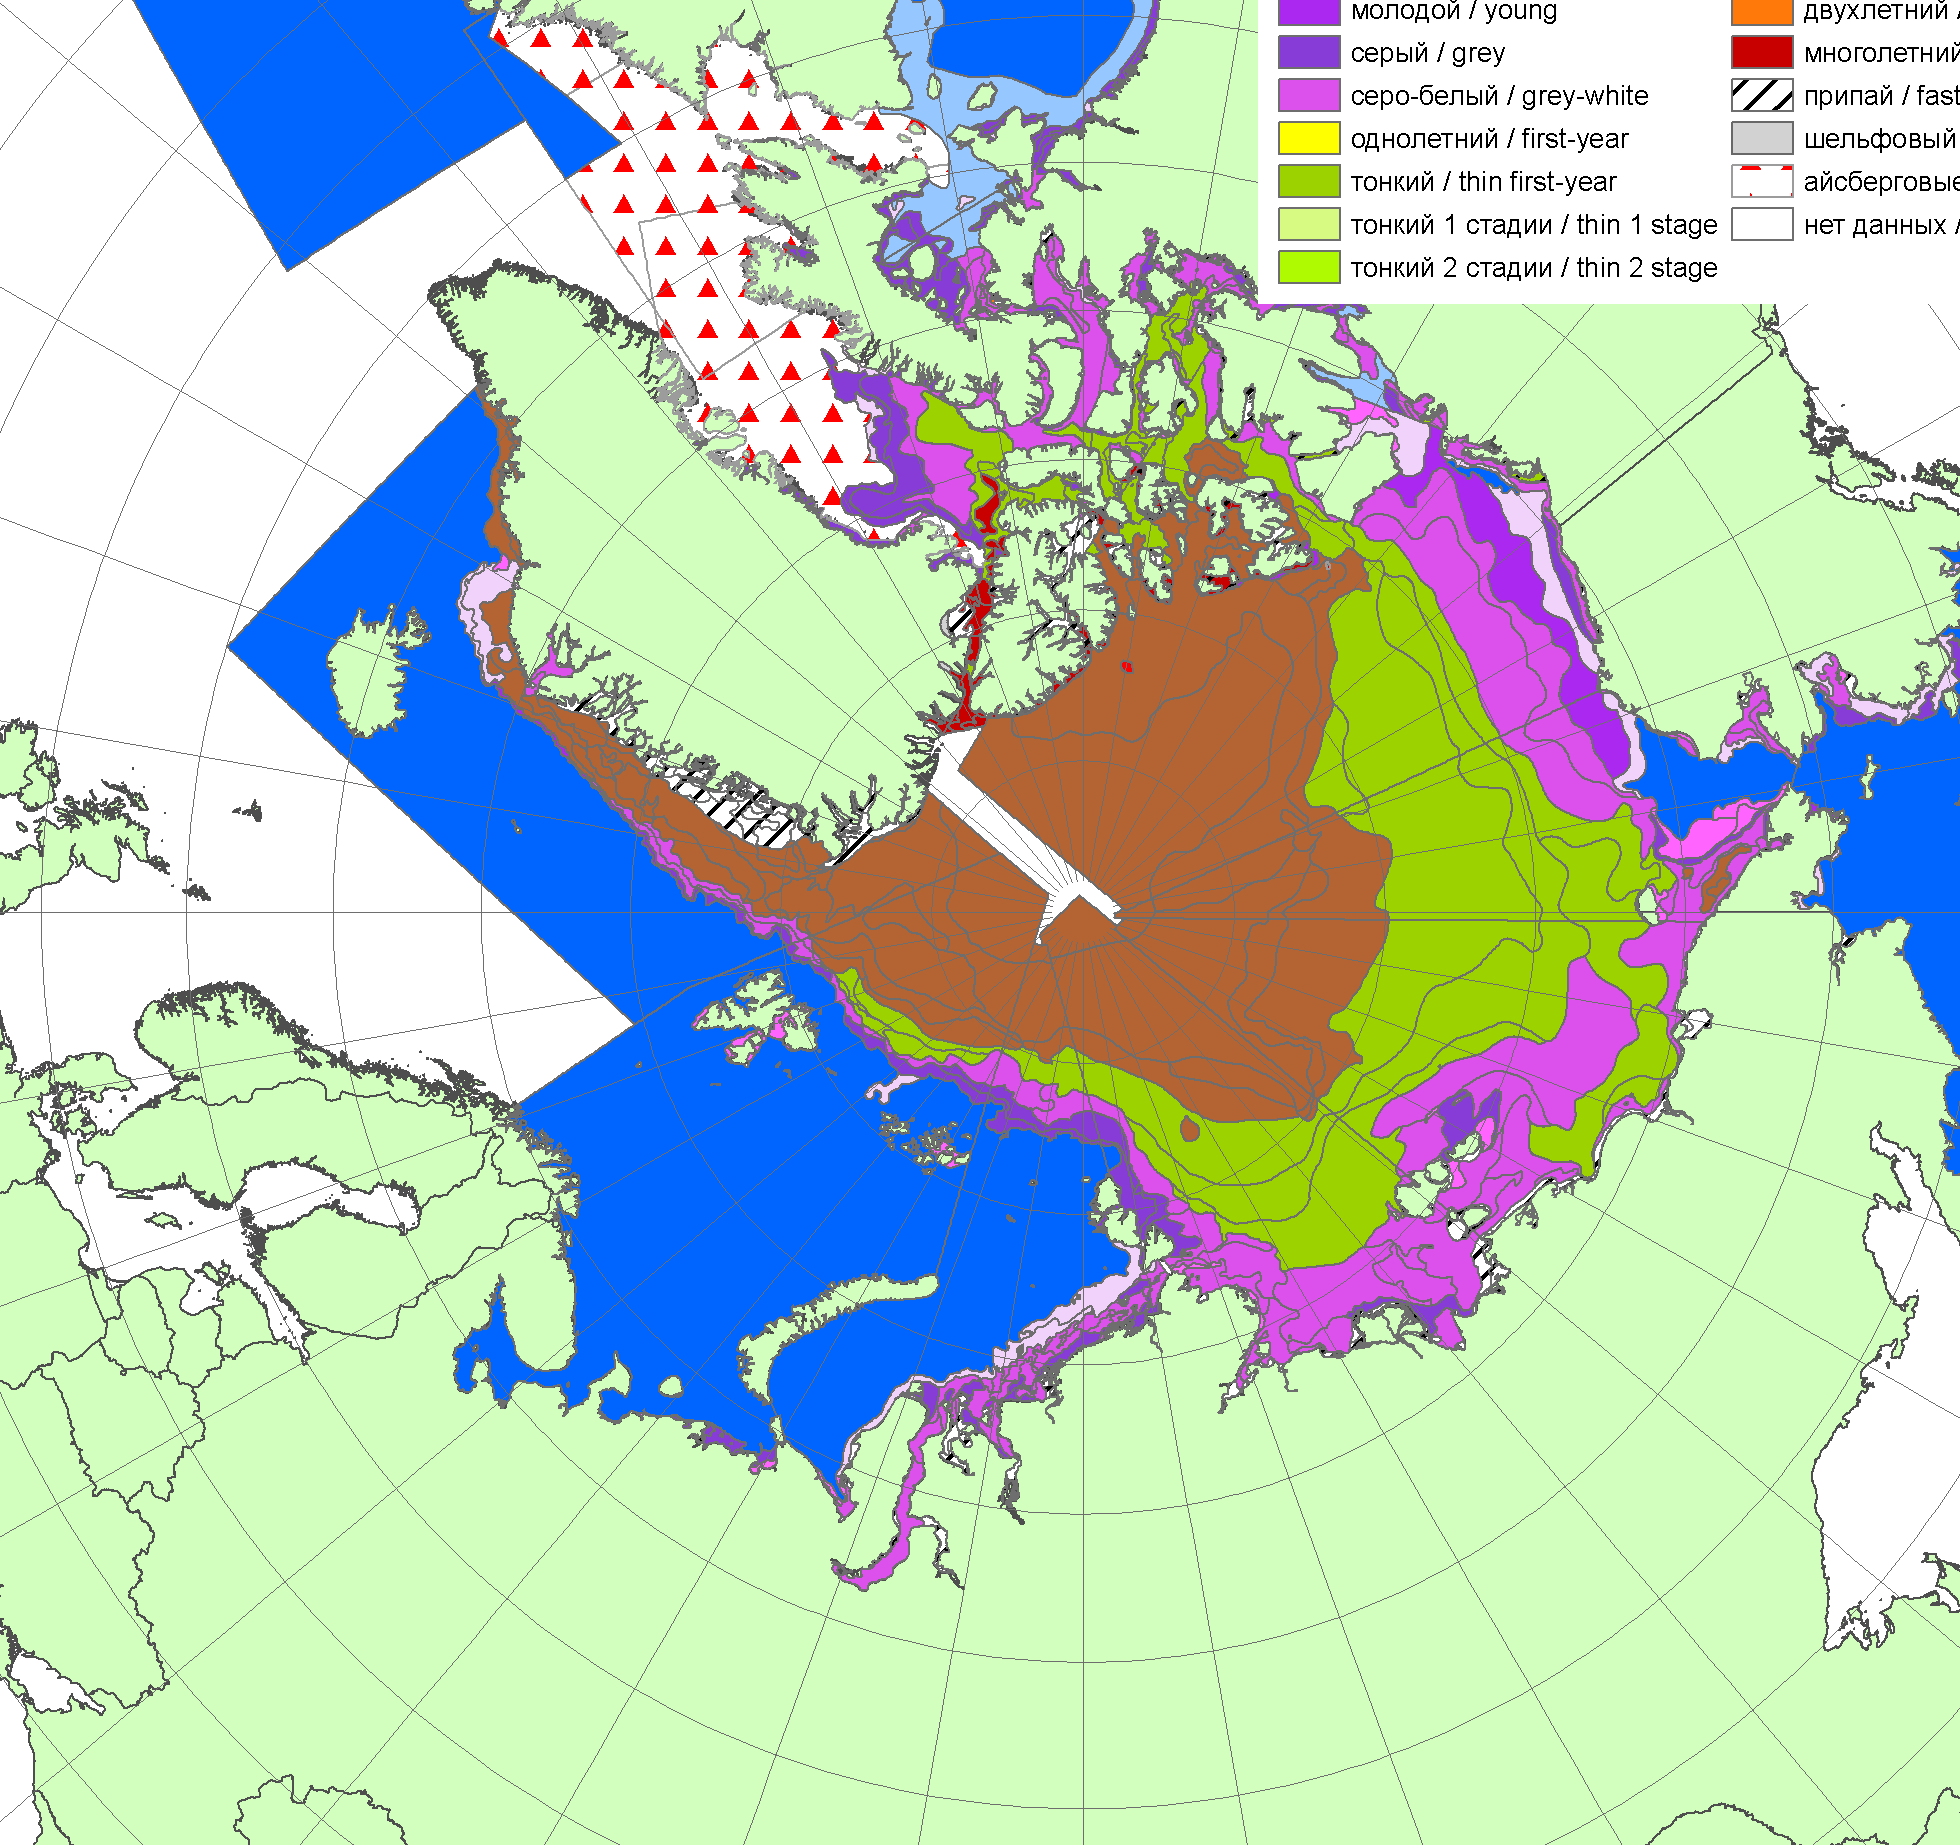 молодой / young
серый / grey
серо-белый / grey-white
однолетний / first-year
тонкий / thin first-year
тонкий 1 стадии / thin 1 stage
тонкий 2 стадии / thin 2 stage
двухлетний /
многолетний
припай / fast
шельфовый
айсберговые
нет данных /